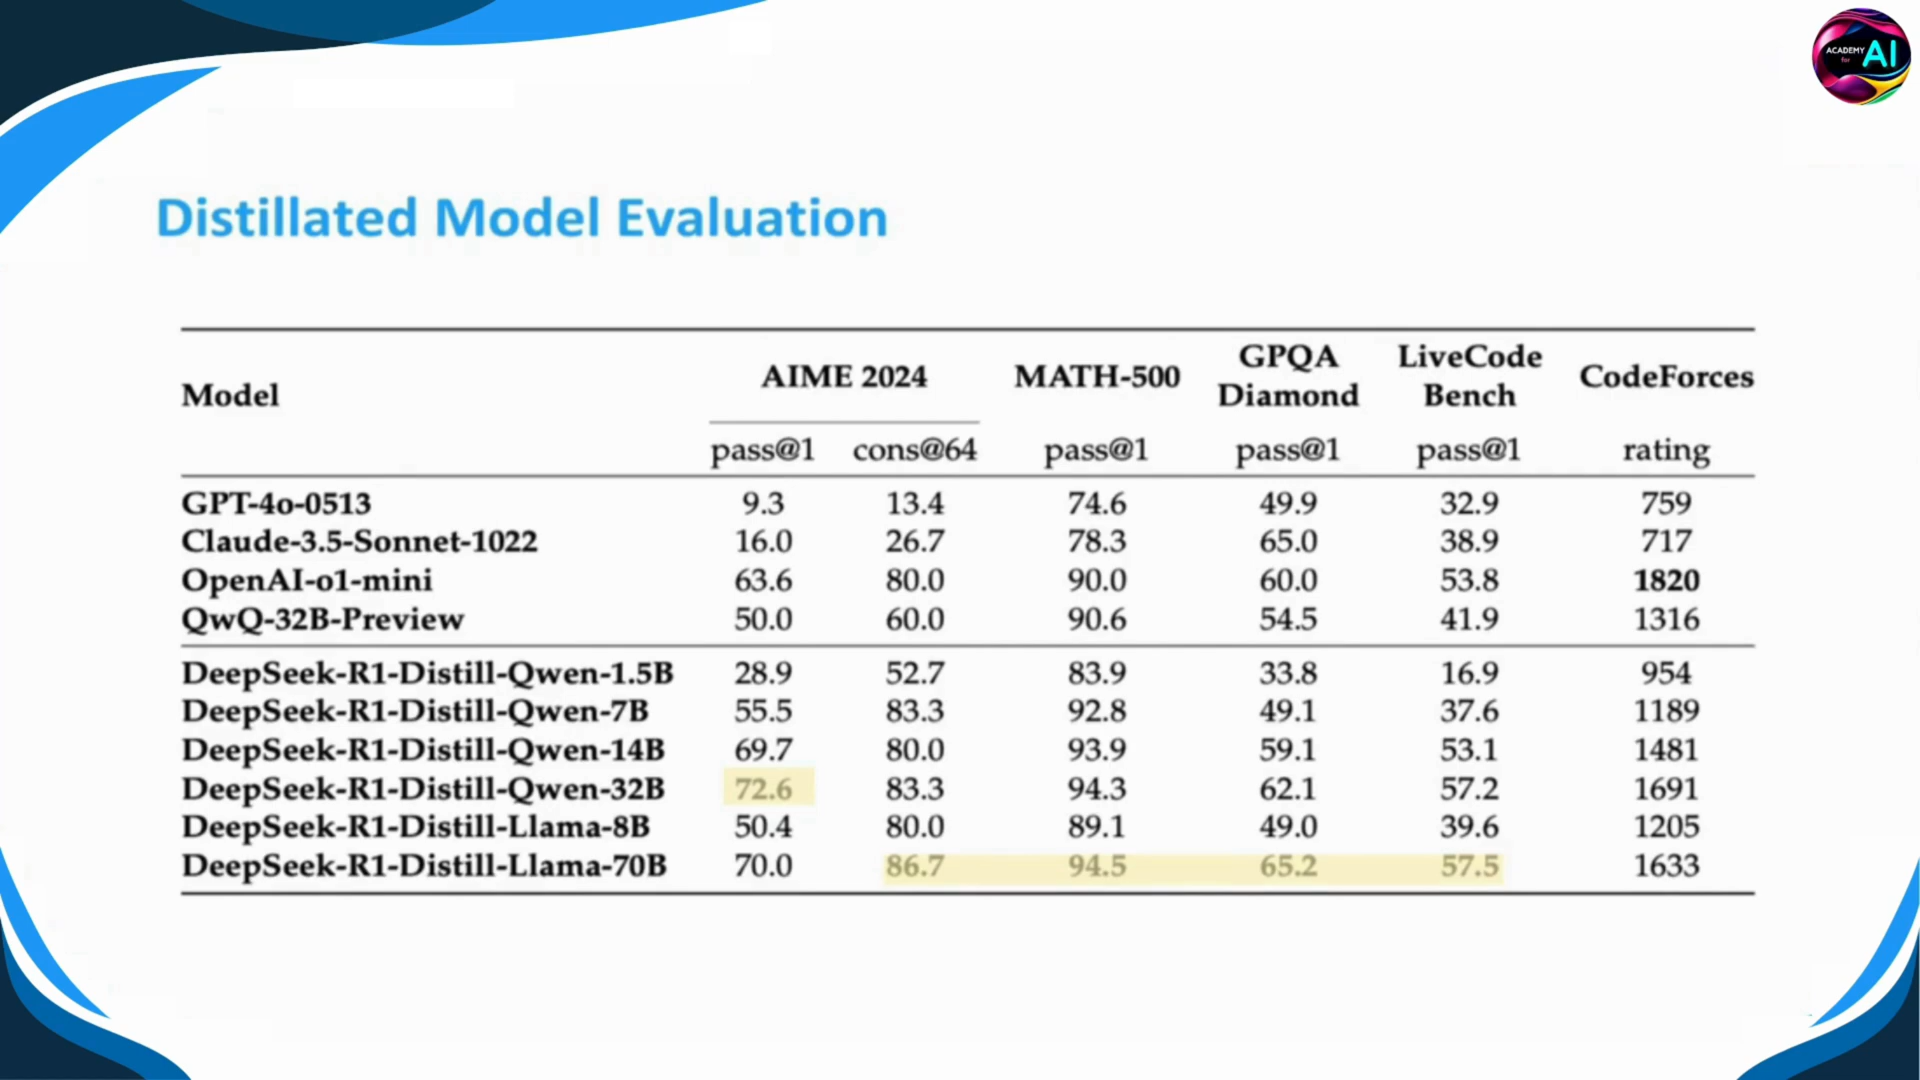 ACADEMY
for
AI
Distillated Model Evaluation
Model AIME 2024 MATH-500 GPQA Diamond LiveCode Bench CodeForces
pass@1 cons@64 pass@1 pass@1 pass@1 rating
GPT-4o-0513 9.3 13.4 74.6 49.9 32.9 759
Claude-3.5-Sonnet-1022 16.0 26.7 78.3 65.0 38.9 717
OpenAI-o1-mini 63.6 80.0 90.0 60.0 53.8 1820
QwQ-32B-Preview 50.0 60.0 90.6 54.5 41.9 1316
DeepSeek-R1-Distill-Qwen-1.5B 28.9 52.7 83.9 33.8 16.9 954
DeepSeek-R1-Distill-Qwen-7B 55.5 83.3 92.8 49.1 37.6 1189
DeepSeek-R1-Distill-Qwen-14B 69.7 80.0 93.9 59.1 53.1 1481
DeepSeek-R1-Distill-Qwen-32B 72.6 83.3 94.3 62.1 57.2 1691
DeepSeek-R1-Distill-Llama-8B 50.4 80.0 89.1 49.0 39.6 1205
DeepSeek-R1-Distill-Llama-70B 70.0 86.7 94.5 65.2 57.5 1633